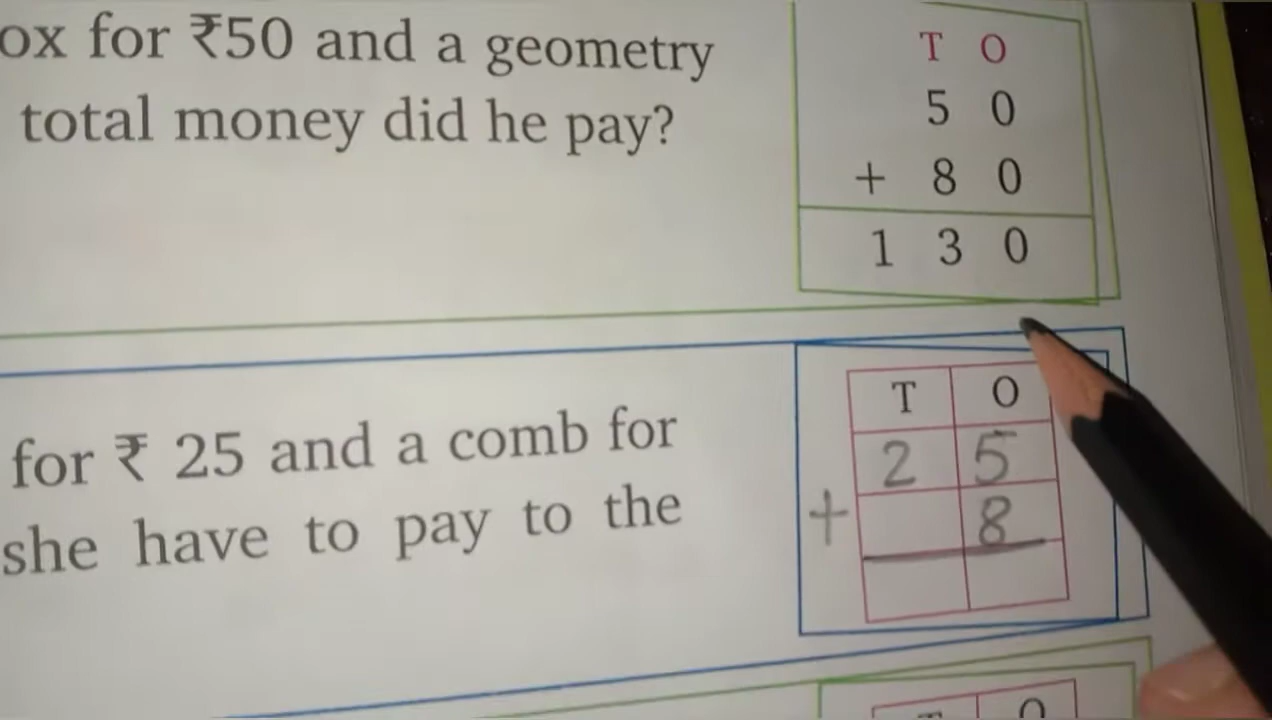 ox for ₹50 and a geometry
total money did he pay?
T O
5 0
+ 8 0
1 3 0
for ₹ 25 and a comb for
she have to pay to the
T O
2 5
+ 8